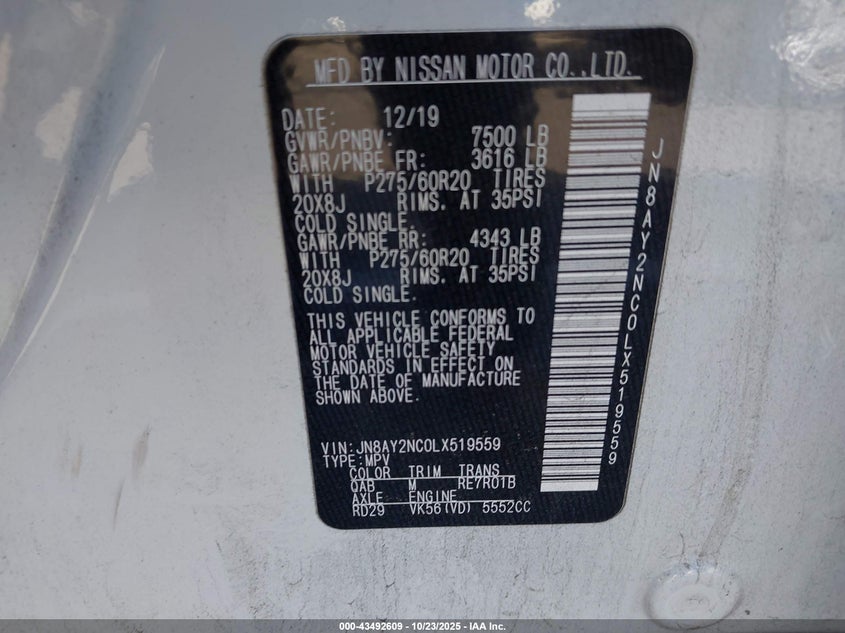 MFD BY NISSAN MOTOR CO.,LTD.
DATE: 12/19
GVWR/PNBV: 7500 LB
GAWR/PNBE FR: 3616 LB
WITH P275/60R20 TIRES
20X8J RIMS. AT 35PSI
COLD SINGLE.
GAWR/PNBE RR: 4343 LB
WITH P275/60R20 TIRES
20X8J RIMS. AT 35PSI
COLD SINGLE.
THIS VEHICLE CONFORMS TO
ALL APPLICABLE FEDERAL
MOTOR VEHICLE SAFETY
STANDARDS IN EFFECT ON
THE DATE OF MANUFACTURE
SHOWN ABOVE.
VIN: JN8AY2NC0LX519559
TYPE: MPV
COLOR TRIM TRANS
QAB M RE7R01B
AXLE ENGINE
RD29 VK56(VD) 5552CC
JN8AY2NC0LX519559
000-43492609 - 10/23/2025 - IAA Inc.